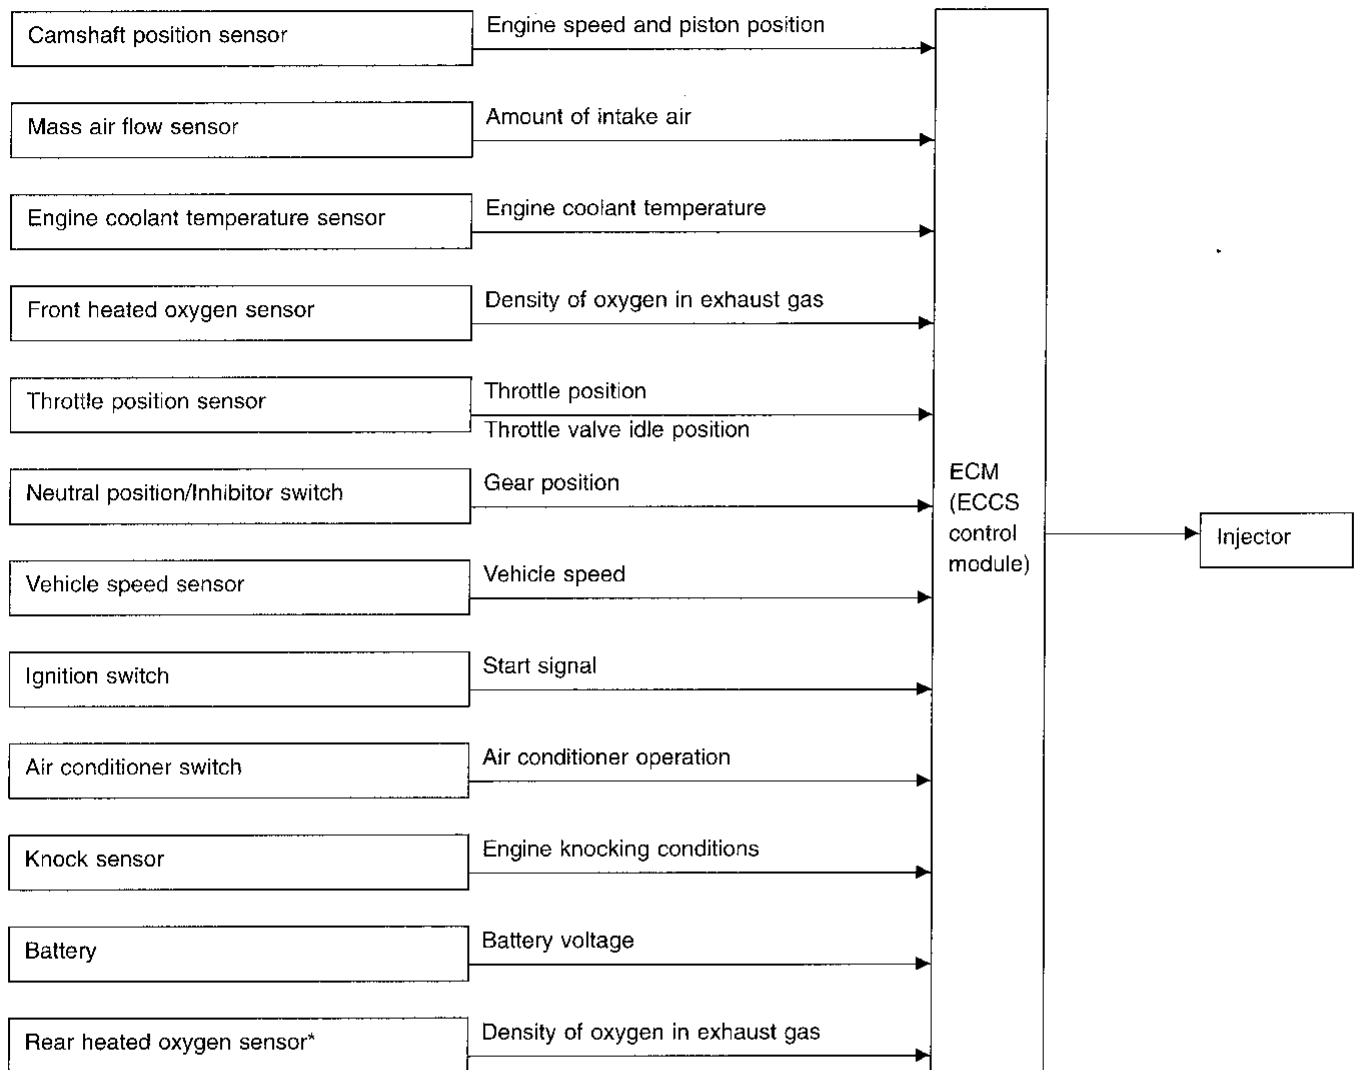 Camshaft position sensor
Engine speed and piston position
Mass air flow sensor
Amount of intake air
Engine coolant temperature sensor
Engine coolant temperature
Front heated oxygen sensor
Density of oxygen in exhaust gas
Throttle position sensor
Throttle position
Throttle valve idle position
Neutral position/Inhibitor switch
Gear position
Vehicle speed sensor
Vehicle speed
Ignition switch
Start signal
Air conditioner switch
Air conditioner operation
Knock sensor
Engine knocking conditions
Battery
Battery voltage
Rear heated oxygen sensor*
Density of oxygen in exhaust gas
ECM
(ECCS
control
module)
Injector